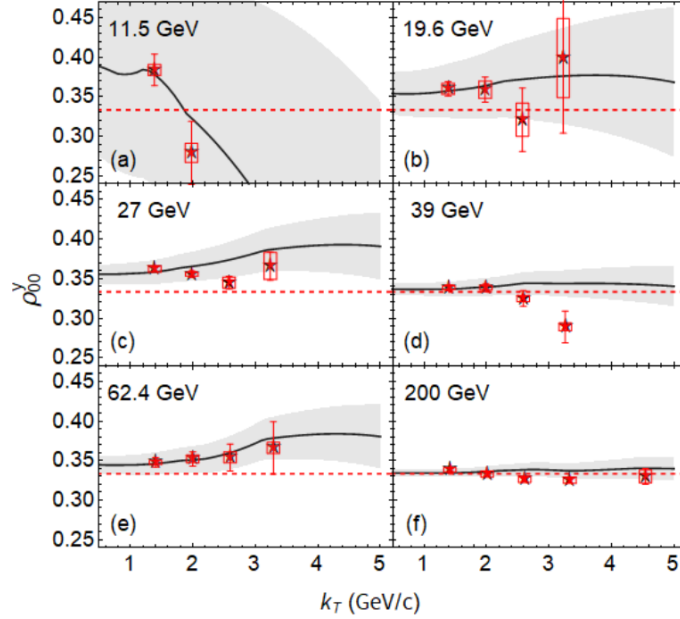 0.45 11.5 GeV 19.6 GeV
0.40
0.35
0.30
0.25 (a) (b)
0.45 27 GeV 39 GeV
0.40
0.35
0.30
0.25 (c) (d)
0.45 62.4 GeV 200 GeV
0.40
0.35
0.30
0.25 (e) (f)
ρ00^y
1 2 3 4 5 1 2 3 4 5
k_T (GeV/c)